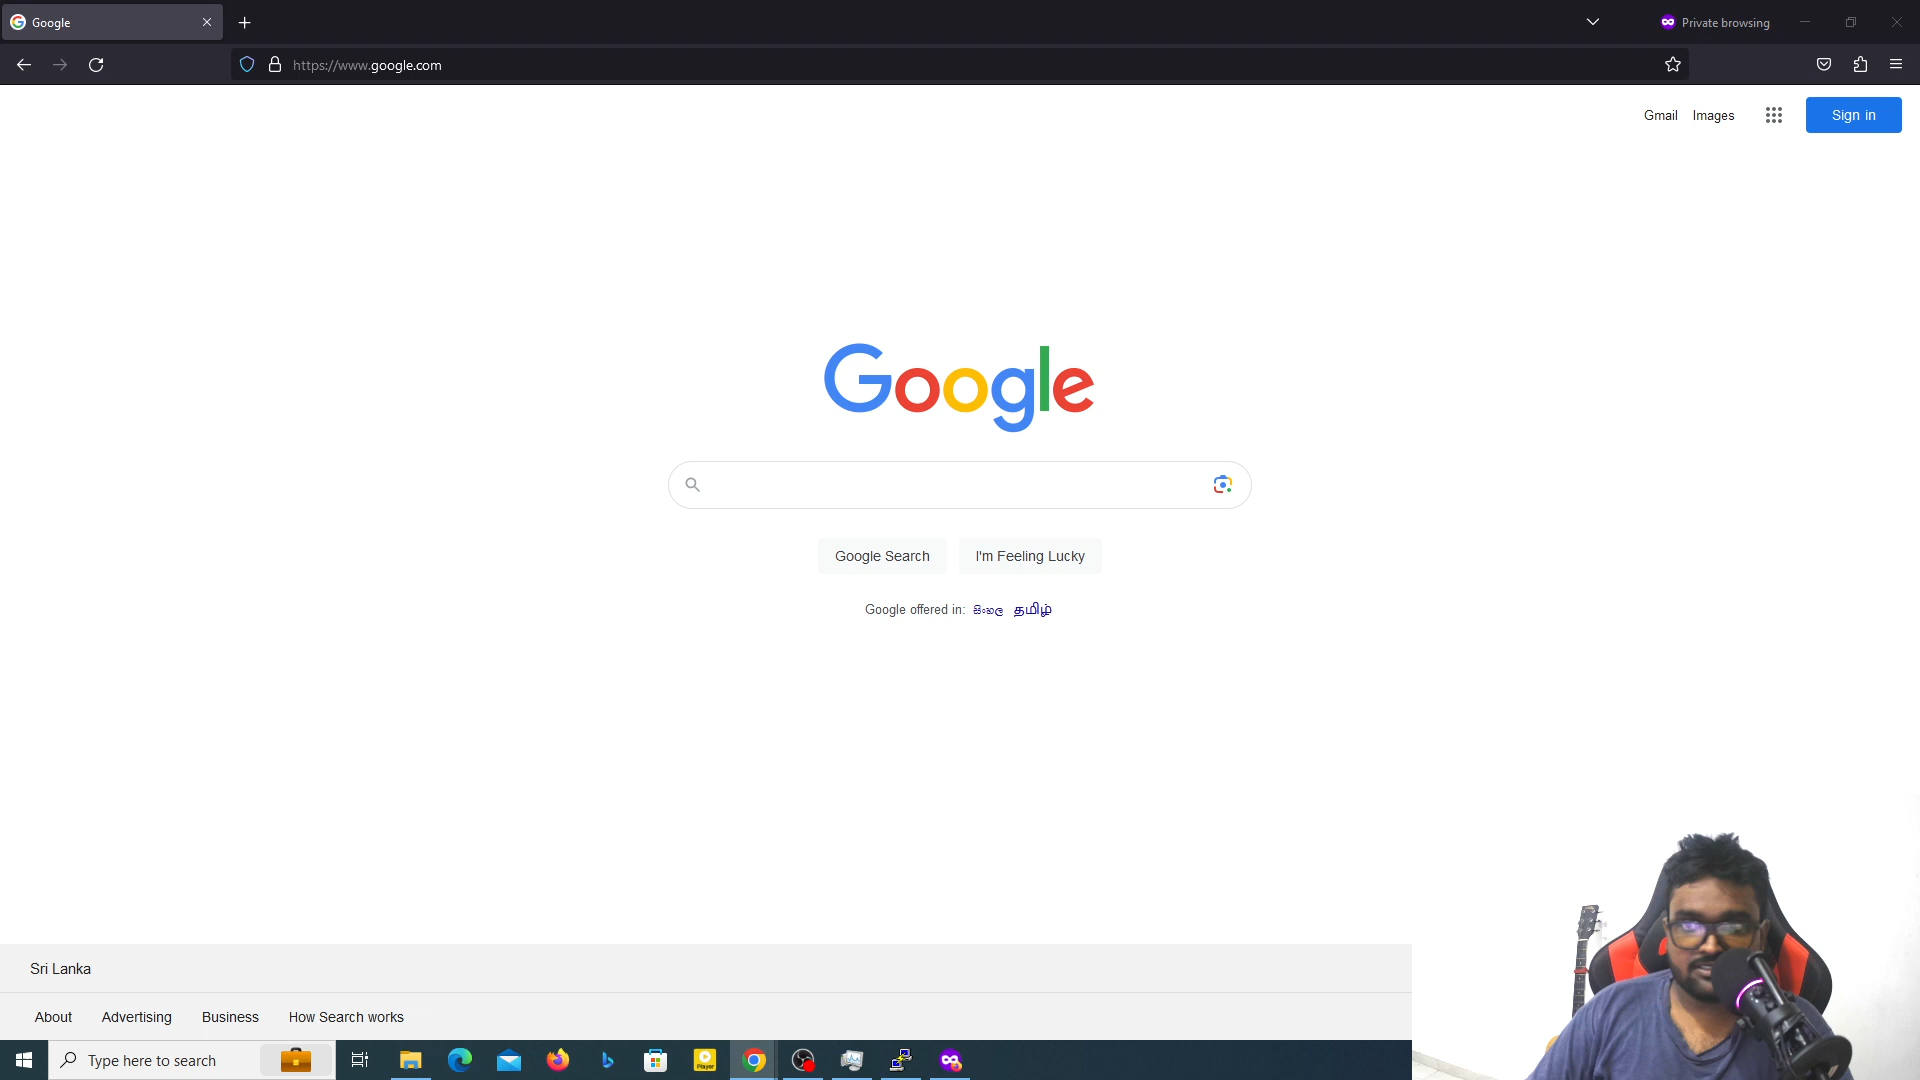 Google
Private browsing
https://www.google.com
Gmail Images Sign in
Google
Google Search I'm Feeling Lucky
Google offered in: සිංහල தமிழ்
Sri Lanka
About Advertising Business How Search works
Type here to search
Player